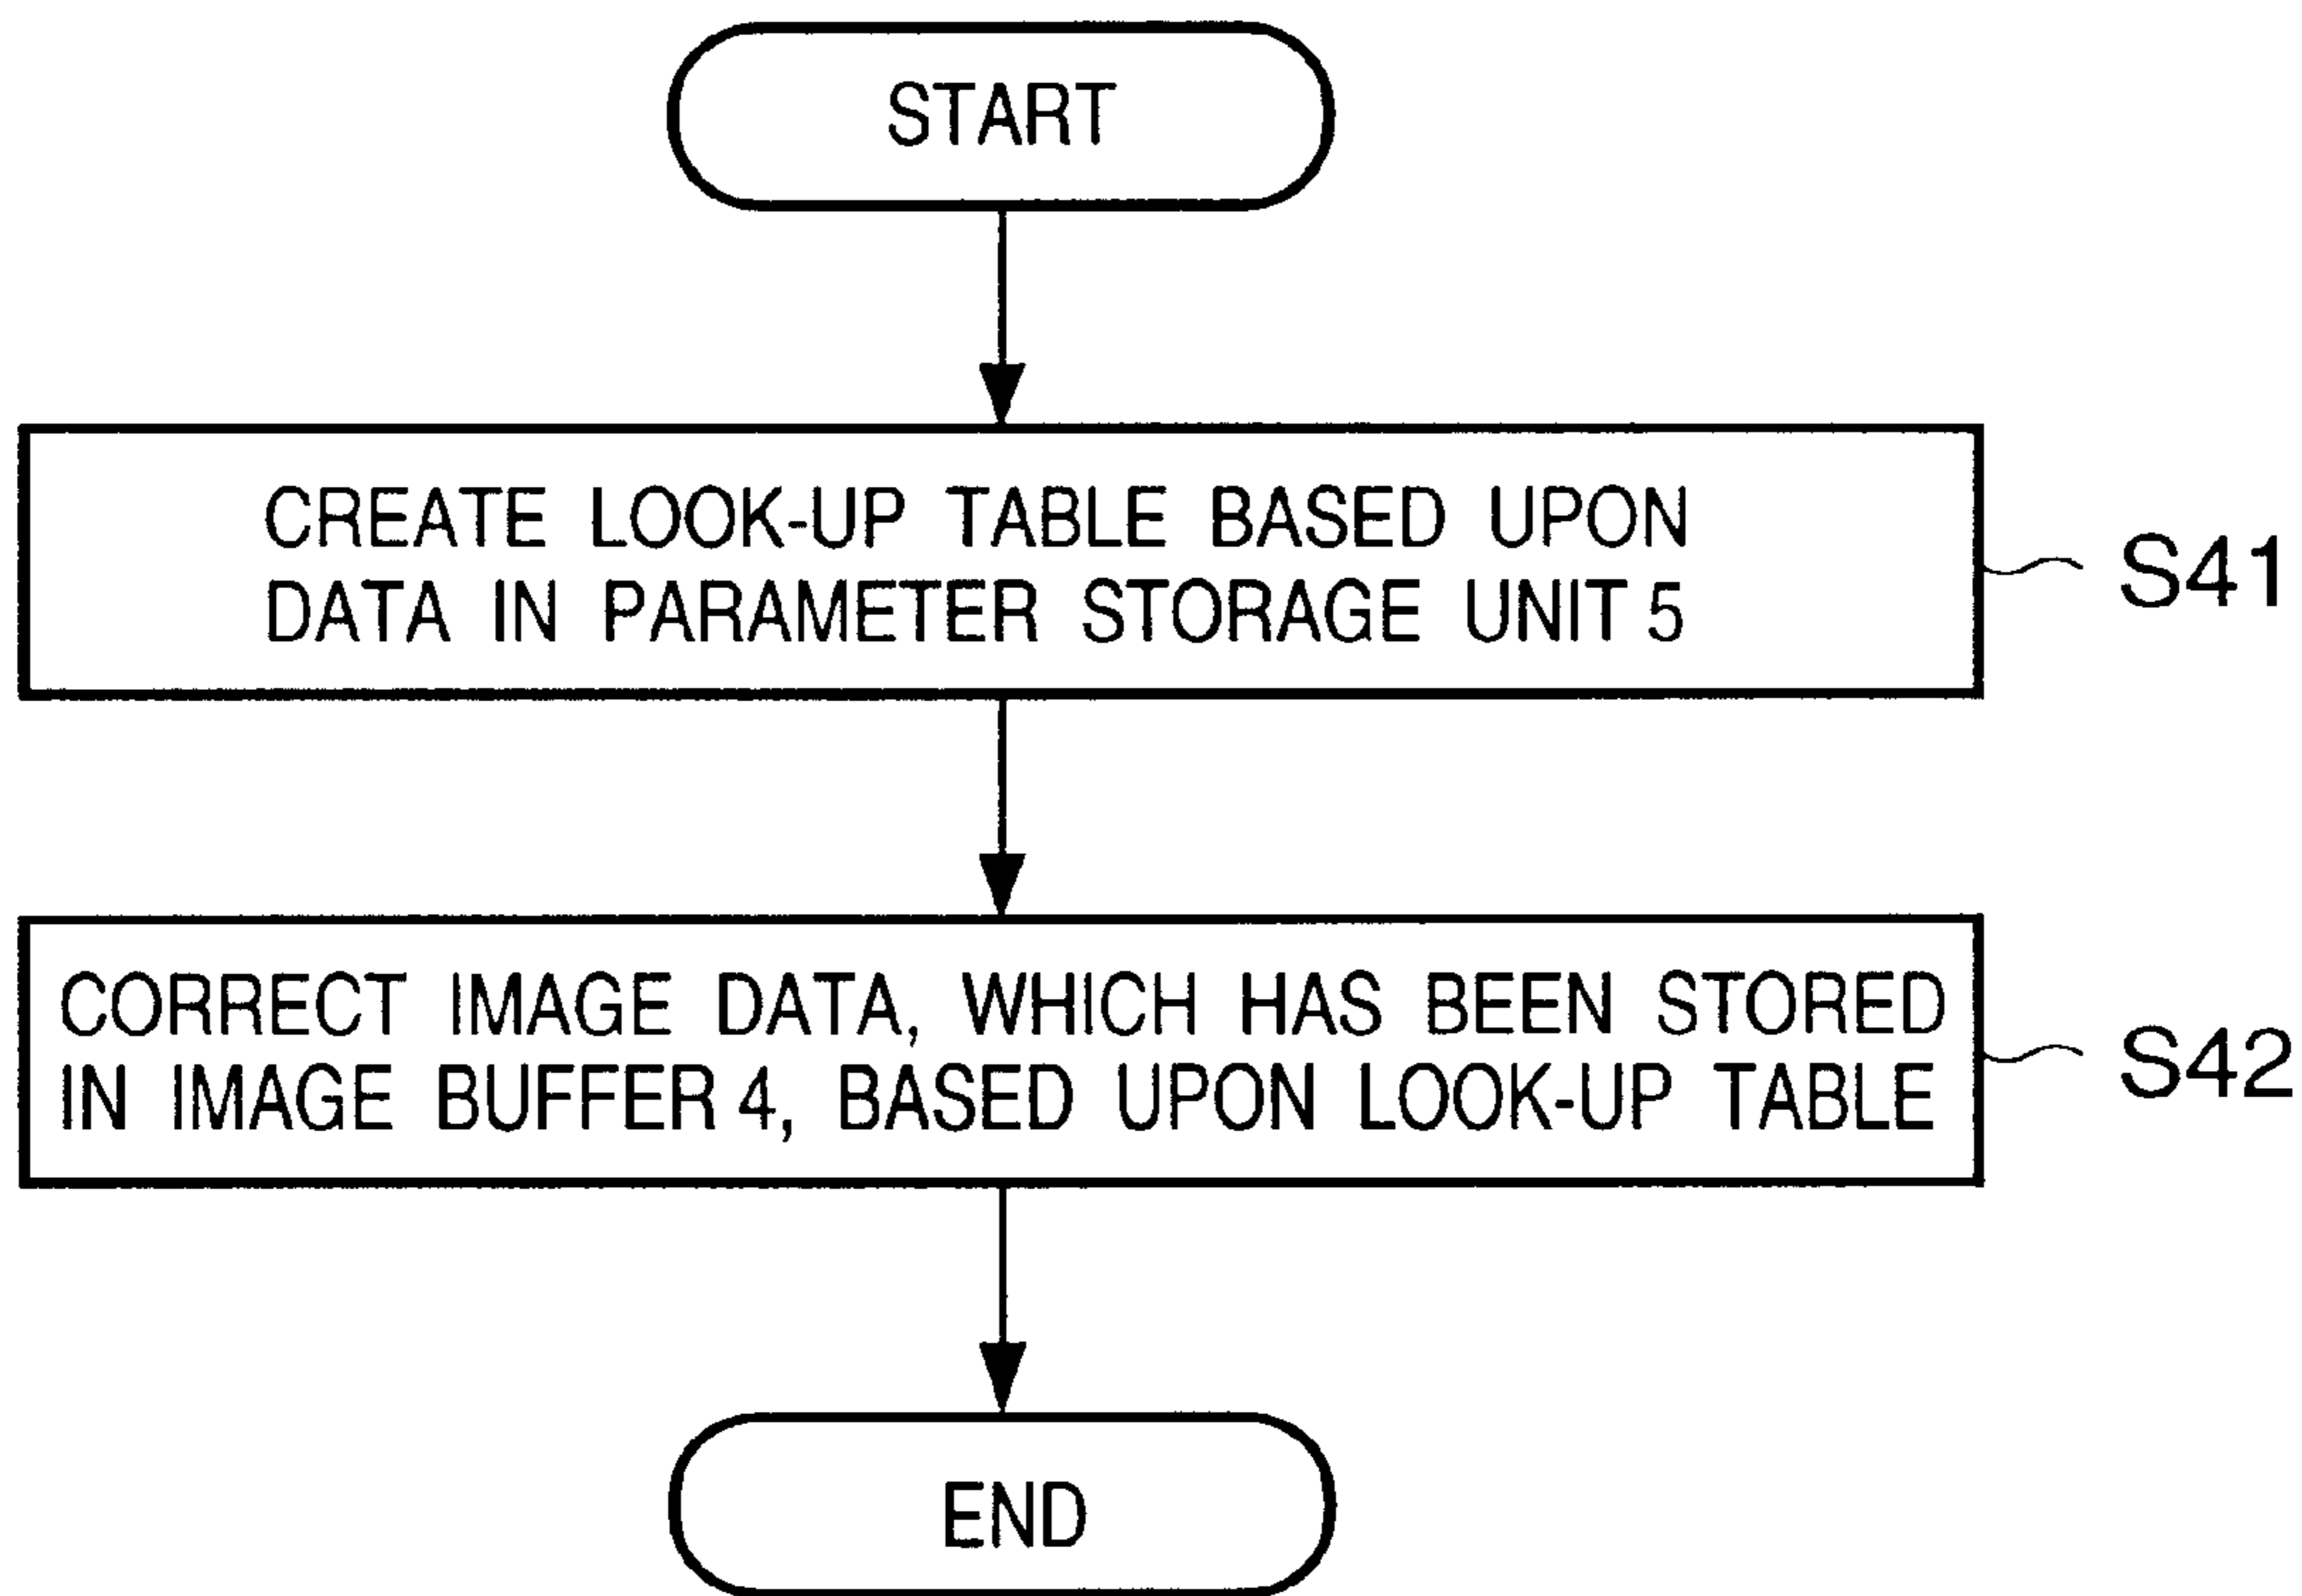 START
CREATE LOOK-UP TABLE BASED UPON
DATA IN PARAMETER STORAGE UNIT 5
S41
CORRECT IMAGE DATA, WHICH HAS BEEN STORED
IN IMAGE BUFFER 4, BASED UPON LOOK-UP TABLE
S42
END